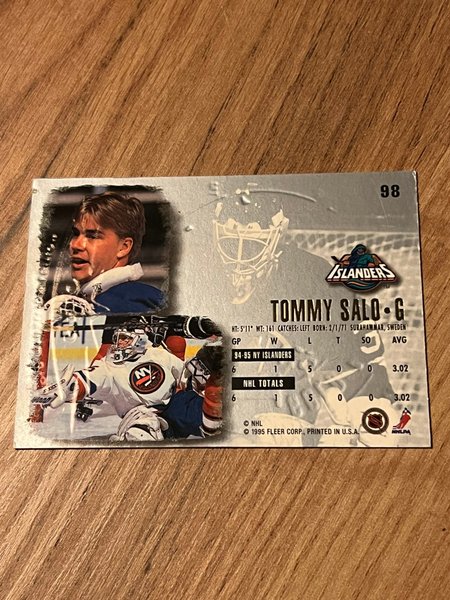 98
ISLANDERS
TOMMY SALO • G
HT: 5'11" WT: 161 CATCHES: LEFT BORN: 2/1/71 SURAHAMMAR, SWEDEN
GP W L T SO AVG
94-95 NY ISLANDERS
6 1 5 0 0 3.02
NHL TOTALS
6 1 5 0 0 3.02
© NHL
© 1995 FLEER CORP., PRINTED IN U.S.A.
NHL
NHLPA
NY